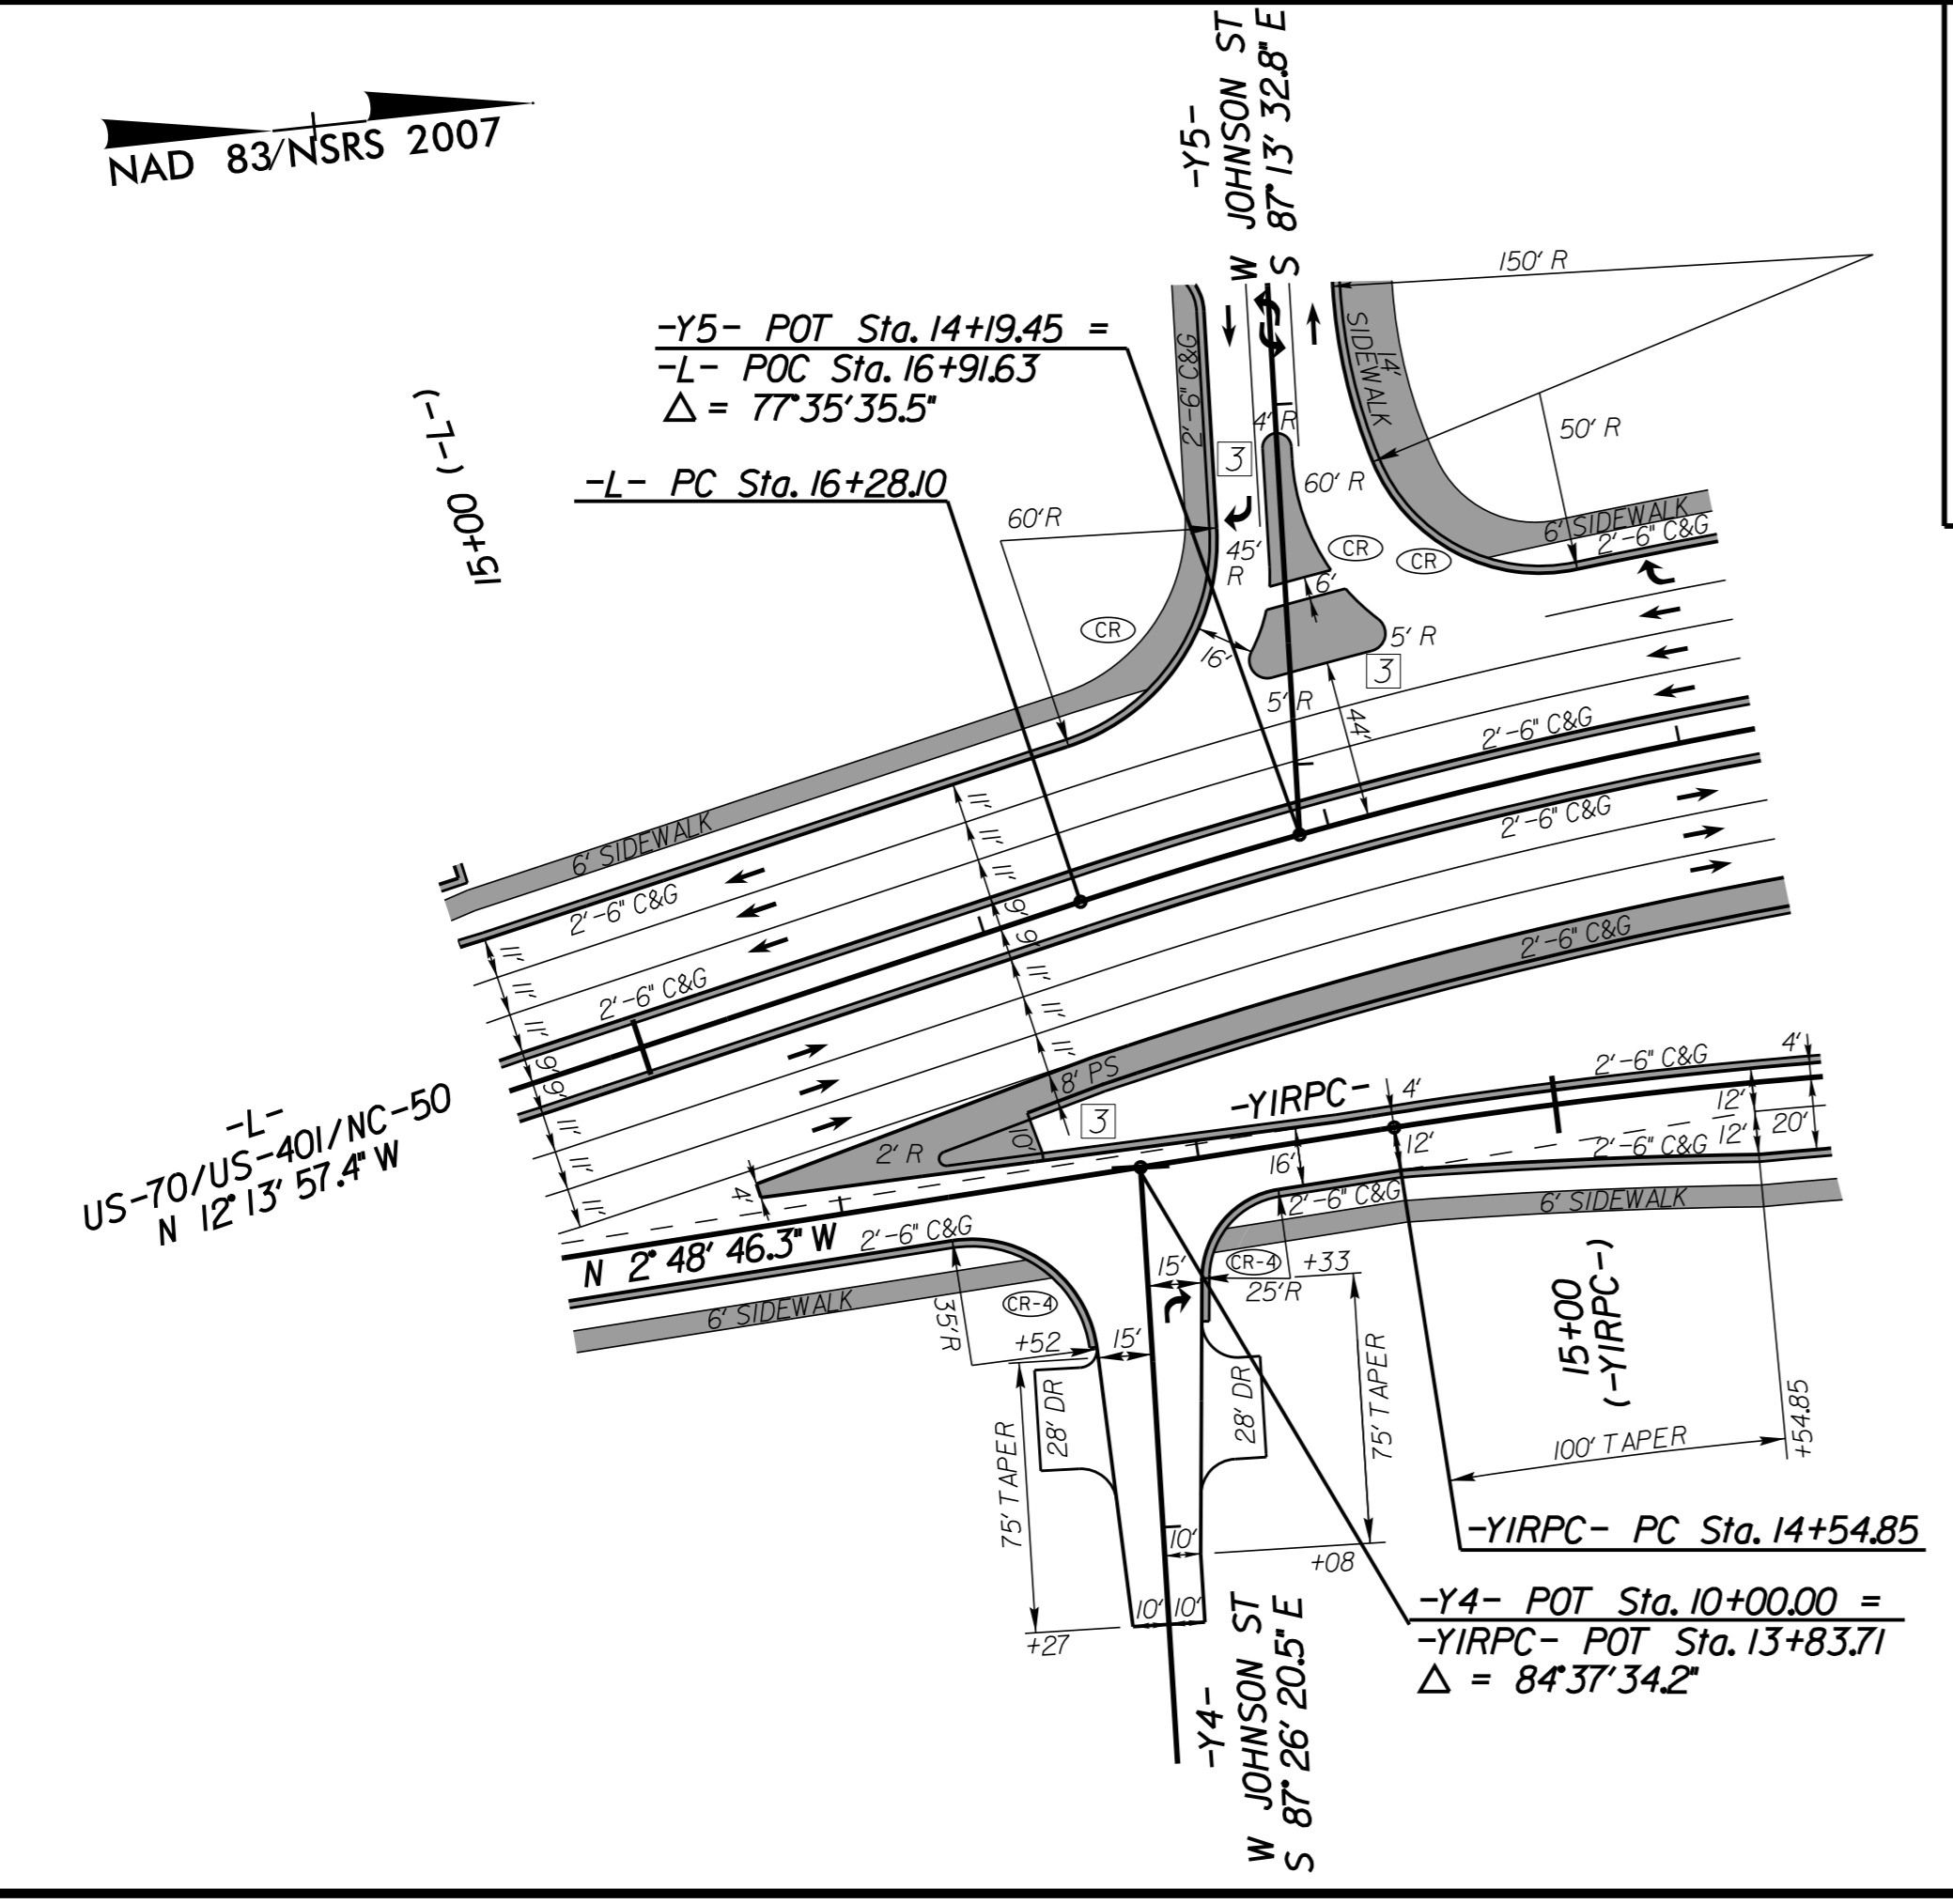 NAD 83/NSRS 2007
-Y5-
W JOHNSON ST
S 87° 13' 32.8" E
150' R
-Y5- POT Sta. 14+19.45 =
-L- POC Sta. 16+91.63
△ = 77°35'35.5"
-L- PC Sta. 16+28.10
15+00 (-L-)
2'-6" C&G
SIDEWALK
14'
4' R
3
50' R
60' R
60'R
45'
R
CR
CR
CR
6'
6' SIDEWALK
2'-6" C&G
5' R
3
16'
5' R
44'
2'-6" C&G
2'-6" C&G
6' SIDEWALK
2'-6" C&G
2'-6" C&G
11'
11'
11'
9'
9'
11'
11'
11'
8' PS
11'
11'
11'
9'
9'
11'
11'
11'
2'-6" C&G
-L-
US-70/US-401/NC-50
N 12° 13' 57.4" W
3
10'
2' R
4'
-Y1RPC-
4'
12'
16'
2'-6" C&G
4'
12'
12'
20'
2'-6" C&G
2'-6" C&G
6' SIDEWALK
N 2° 48' 46.3" W
2'-6" C&G
6' SIDEWALK
35'R
CR-4
+52
15'
15'
CR-4
+33
25'R
28' DR
28' DR
75' TAPER
75' TAPER
15+00
(-Y1RPC-)
100' TAPER
+54.85
10'
+08
10'
10'
+27
-Y1RPC- PC Sta. 14+54.85
-Y4- POT Sta. 10+00.00 =
-Y1RPC- POT Sta. 13+83.71
△ = 84°37'34.2"
-Y4-
W JOHNSON ST
S 87° 26' 20.5" E